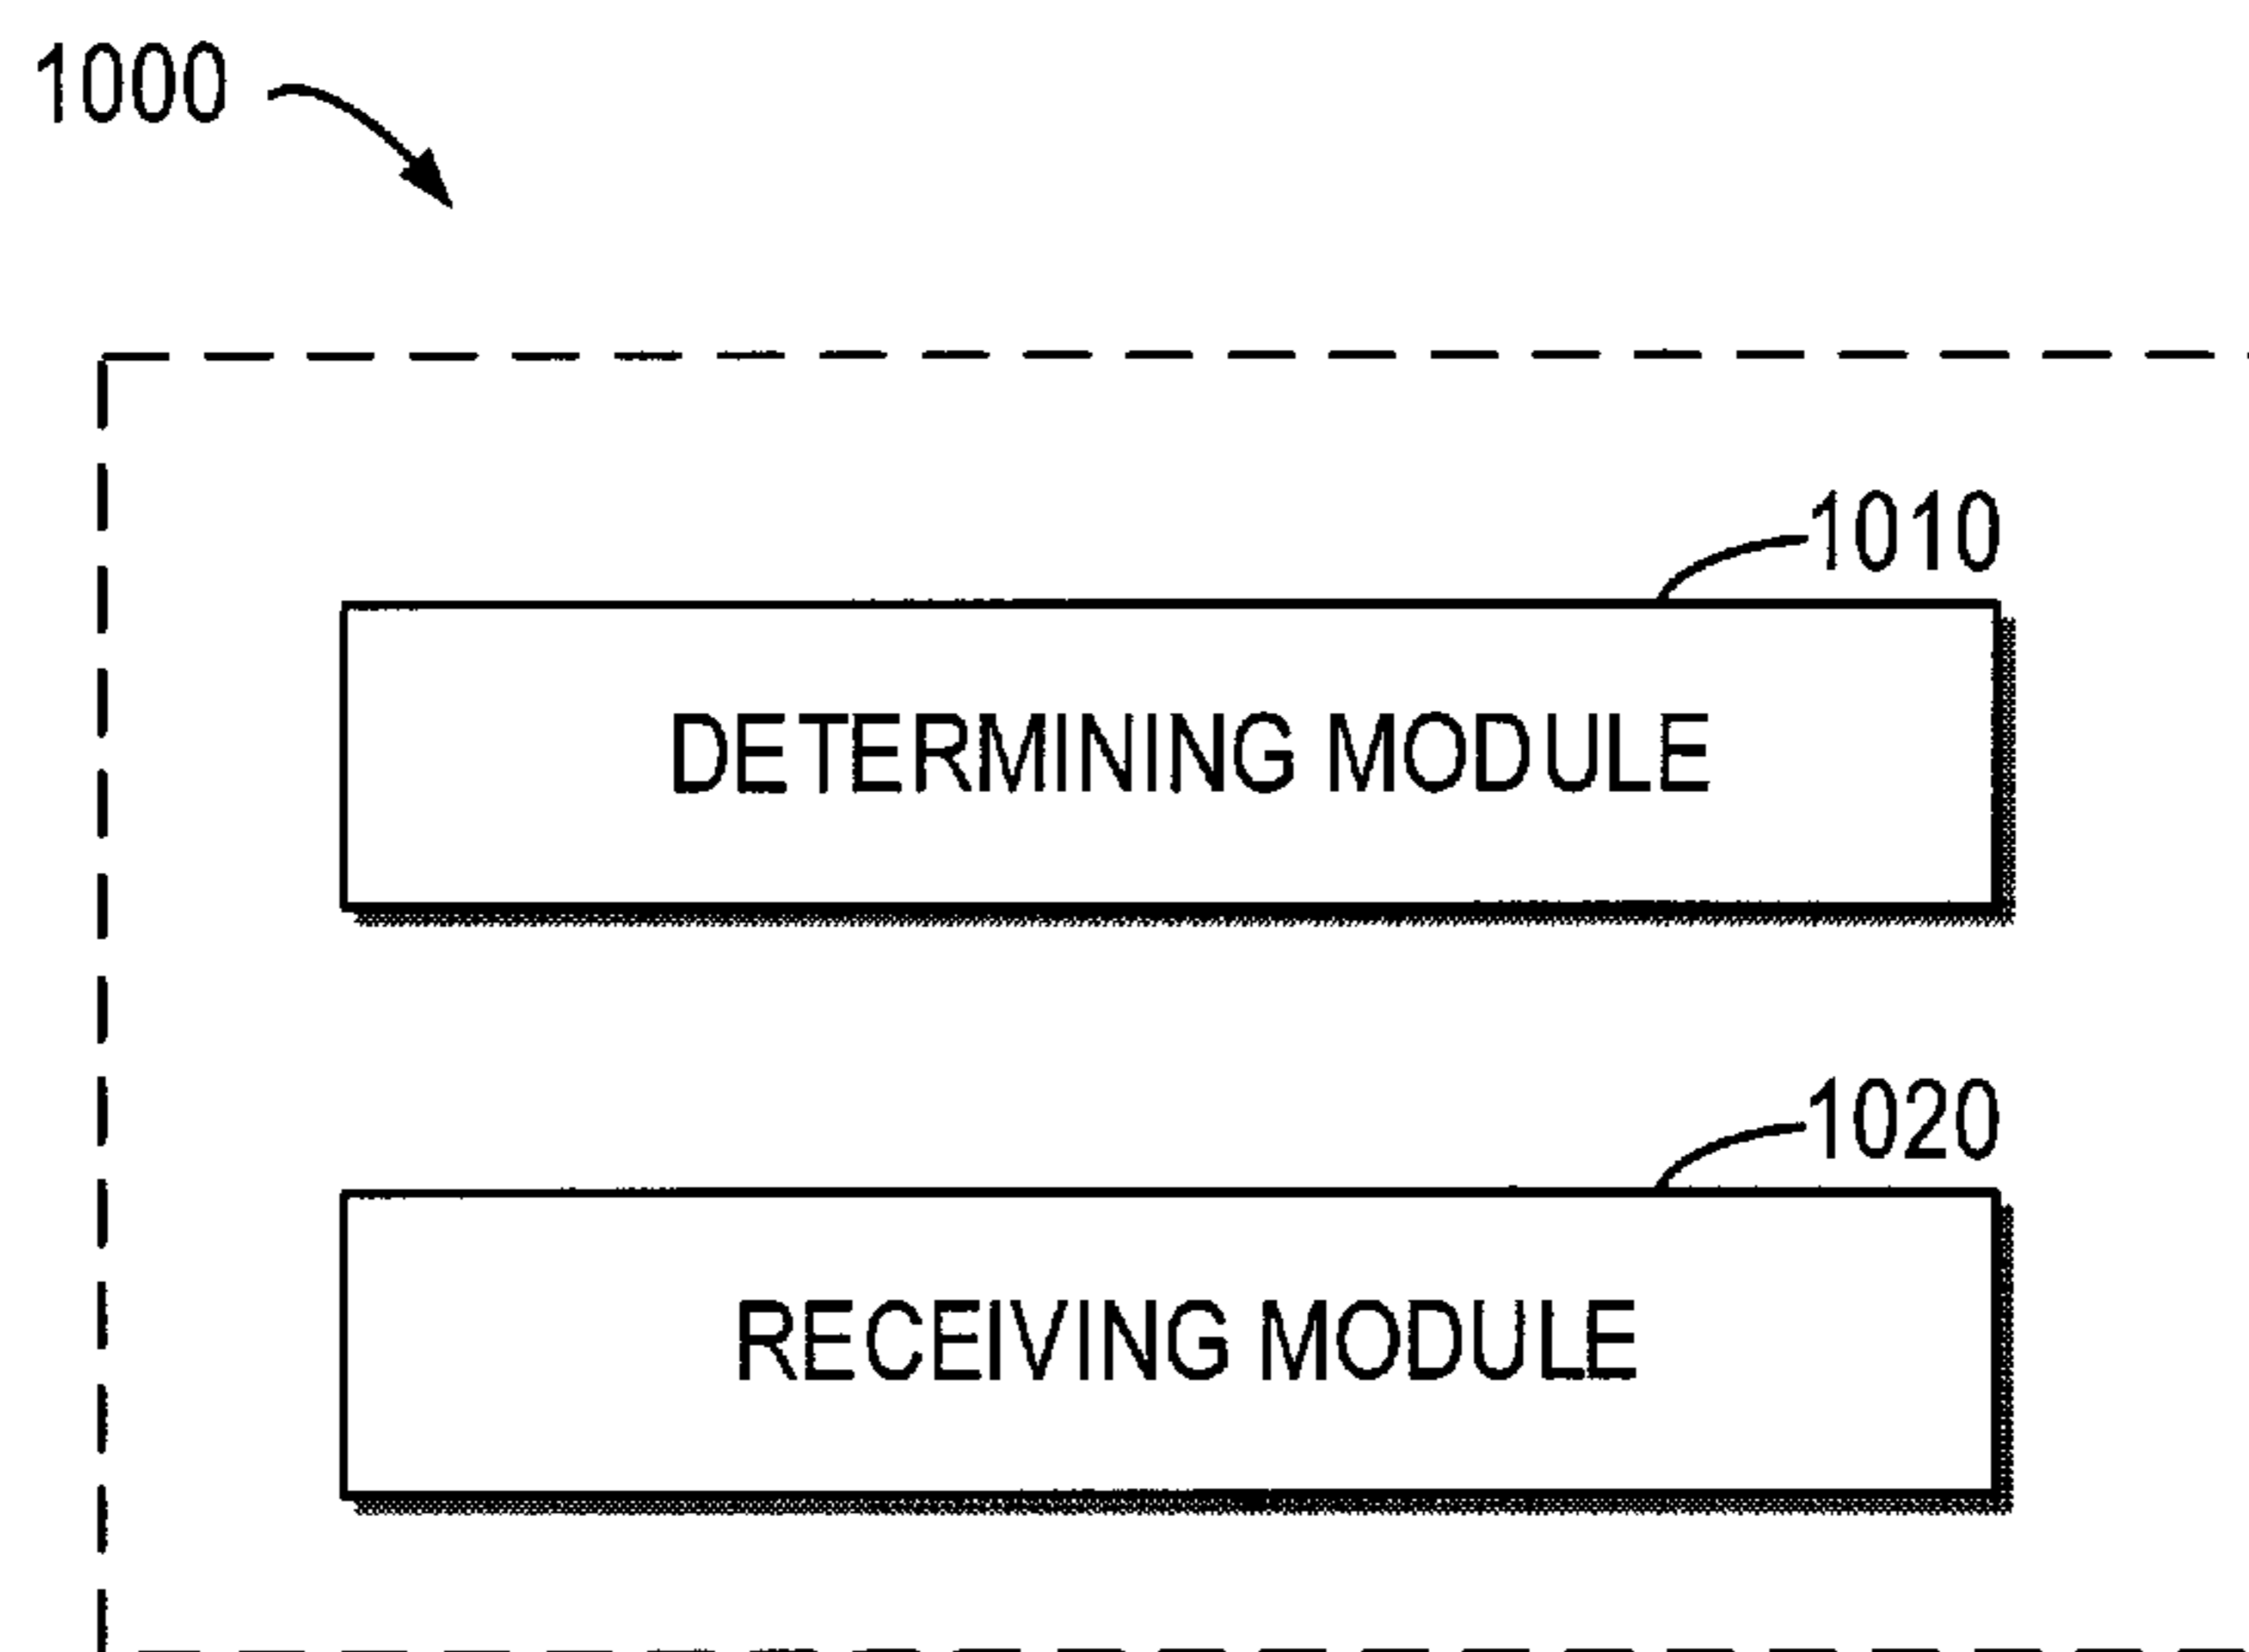 1000
1010
DETERMINING MODULE
1020
RECEIVING MODULE